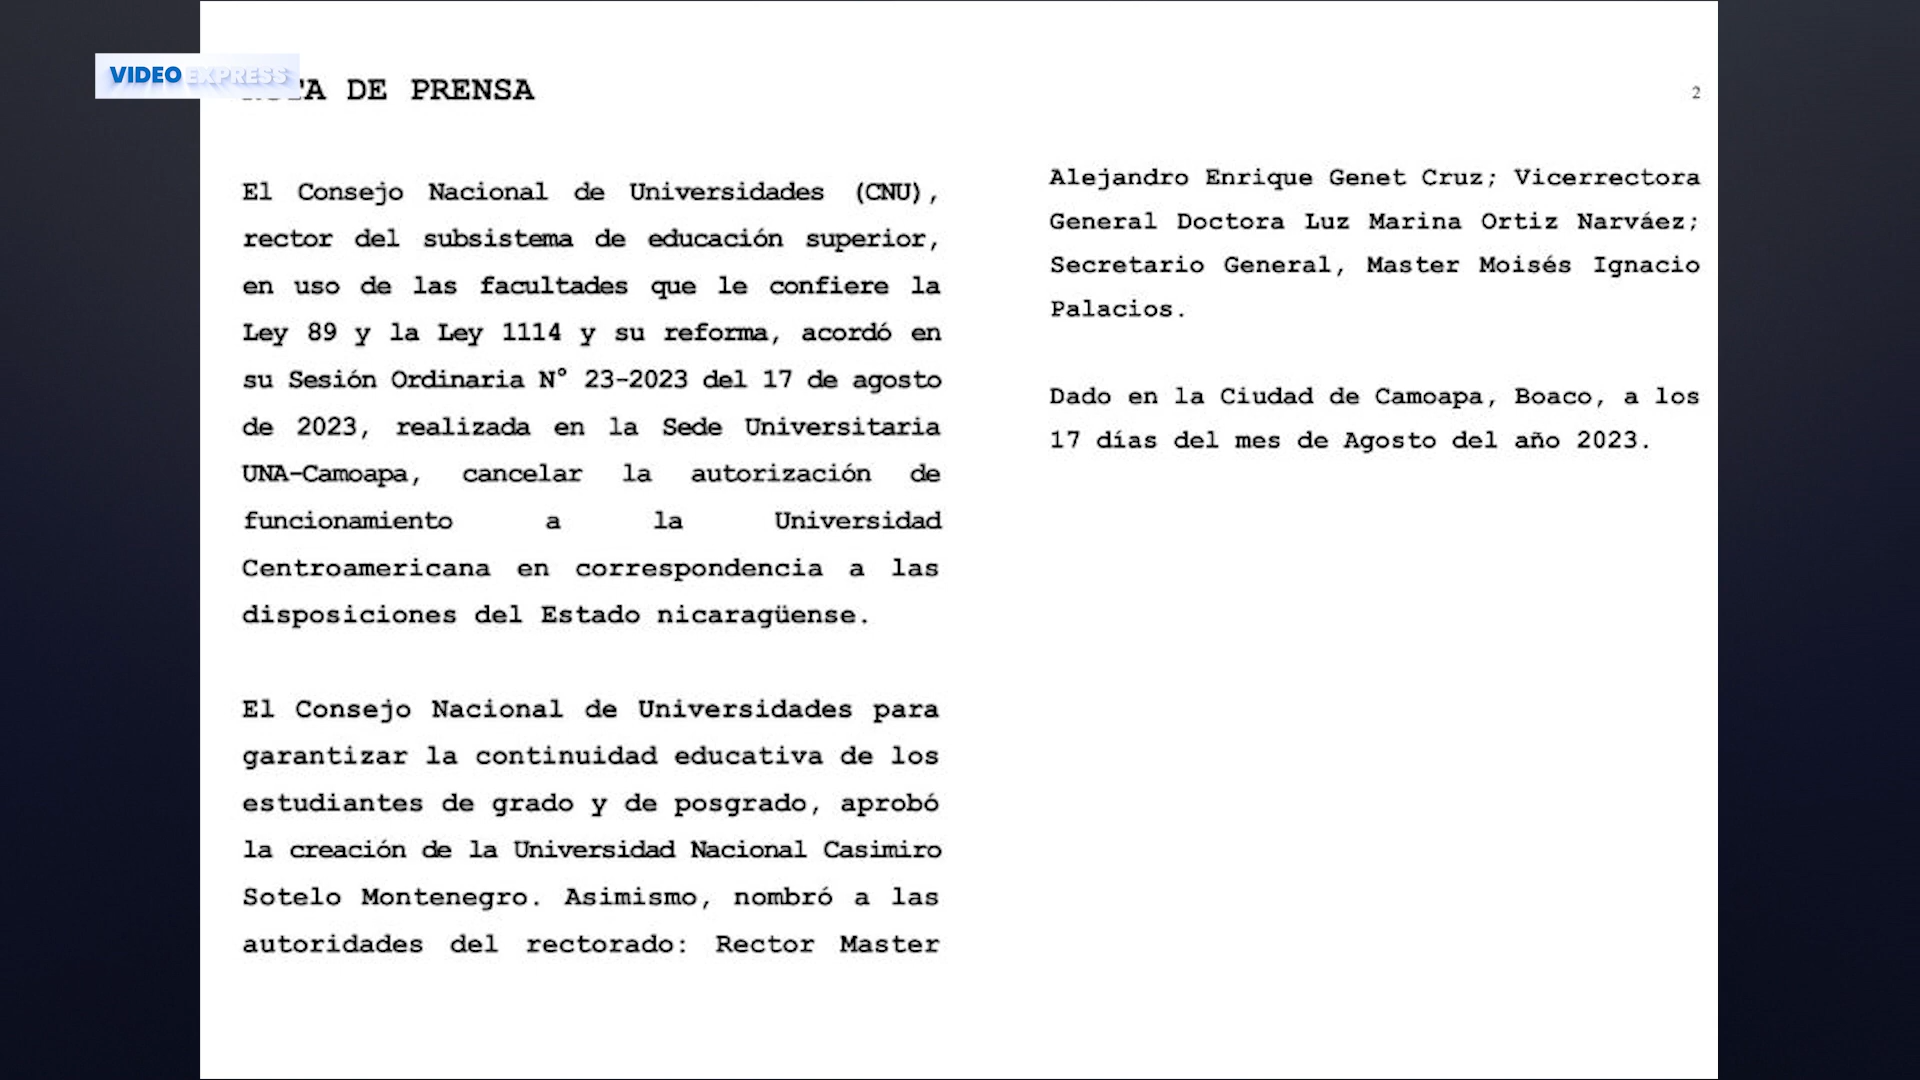 VIDEO EXPRESS
DE PRENSA
El Consejo Nacional de Universidades (CNU),
rector del subsistema de educación superior,
en uso de las facultades que le confiere la
Ley 89 y la Ley 1114 y su reforma, acordó en
su Sesión Ordinaria N° 23-2023 del 17 de agosto
de 2023, realizada en la Sede Universitaria
UNA-Camoapa, cancelar la autorización de
funcionamiento a la Universidad
Centroamericana en correspondencia a las
disposiciones del Estado nicaragüense.
El Consejo Nacional de Universidades para
garantizar la continuidad educativa de los
estudiantes de grado y de posgrado, aprobó
la creación de la Universidad Nacional Casimiro
Sotelo Montenegro. Asimismo, nombró a las
autoridades del rectorado: Rector Master
2
Alejandro Enrique Genet Cruz; Vicerrectora
General Doctora Luz Marina Ortiz Narváez;
Secretario General, Master Moisés Ignacio
Palacios.
Dado en la Ciudad de Camoapa, Boaco, a los
17 días del mes de Agosto del año 2023.